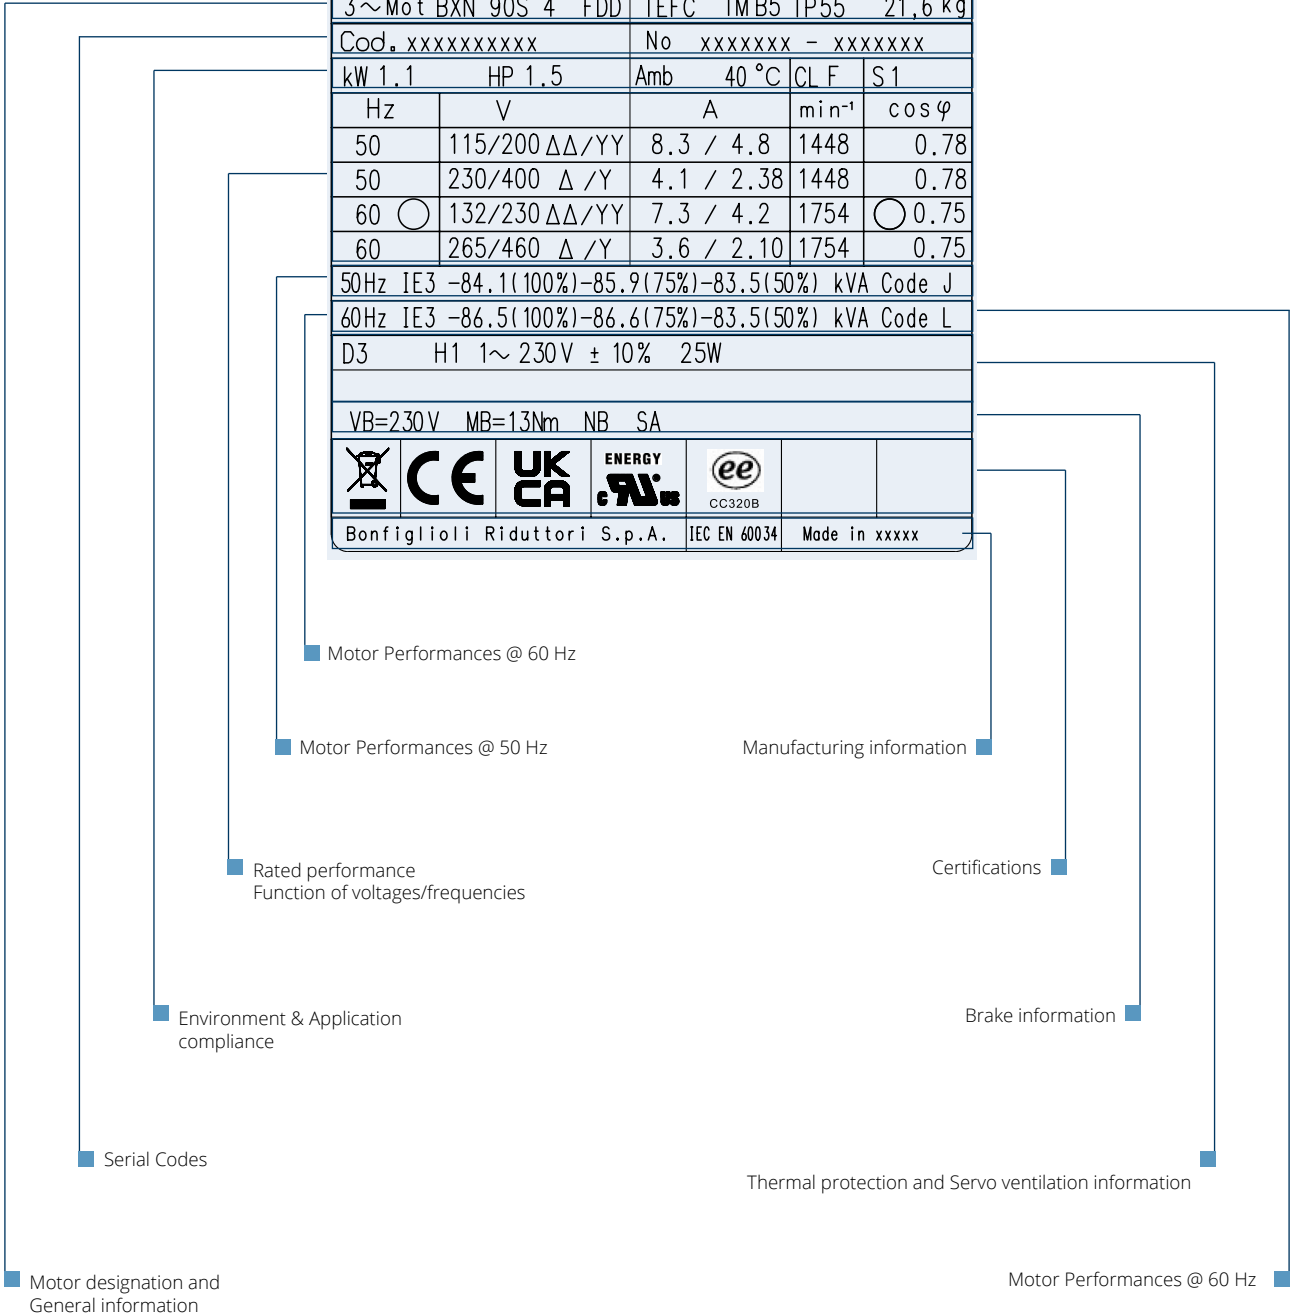 3~Mot BXN 90S 4 FDD TEFC IM B5 IP55 21,6 kg
Cod. xxxxxxxxxx No xxxxxxx - xxxxxxx
kW 1.1 HP 1.5 Amb 40 °C CL F S1
Hz V A min⁻¹ cosφ
50 115/200 ΔΔ/YY 8.3 / 4.8 1448 0.78
50 230/400 Δ /Y 4.1 / 2.38 1448 0.78
60 132/230 ΔΔ/YY 7.3 / 4.2 1754 0.75
60 265/460 Δ /Y 3.6 / 2.10 1754 0.75
50Hz IE3 -84.1(100%)-85.9(75%)-83.5(50%) kVA Code J
60Hz IE3 -86.5(100%)-86.6(75%)-83.5(50%) kVA Code L
D3 H1 1~ 230V ± 10% 25W
VB=230V MB=13Nm NB SA
CE UK CA ENERGY c RU us ee CC320B
Bonfiglioli Riduttori S.p.A. IEC EN 60034 Made in xxxxx
Motor Performances @ 60 Hz
Motor Performances @ 50 Hz
Manufacturing information
Rated performance
Function of voltages/frequencies
Certifications
Environment & Application
compliance
Brake information
Serial Codes
Thermal protection and Servo ventilation information
Motor designation and
General information
Motor Performances @ 60 Hz